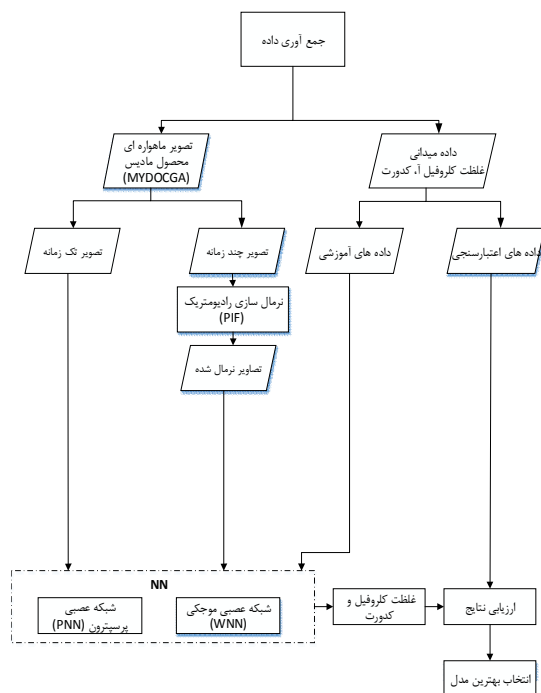 جمع آوری داده
تصویر ماهواره ای
محصول مادیس
(MYDOCGA)
داده میدانی
غلظت کلروفیل آ، کدورت
تصویر تک زمانه
تصویر چند زمانه
داده های آموزشی
داده های اعتبارسنجی
نرمال سازی رادیومتریک
(PIF)
تصاویر نرمال شده
NN
شبکه عصبی
پرسپترون (PNN)
شبکه عصبی موجکی
(WNN)
غلظت کلروفیل و
کدورت
ارزیابی نتایج
انتخاب بهترین مدل